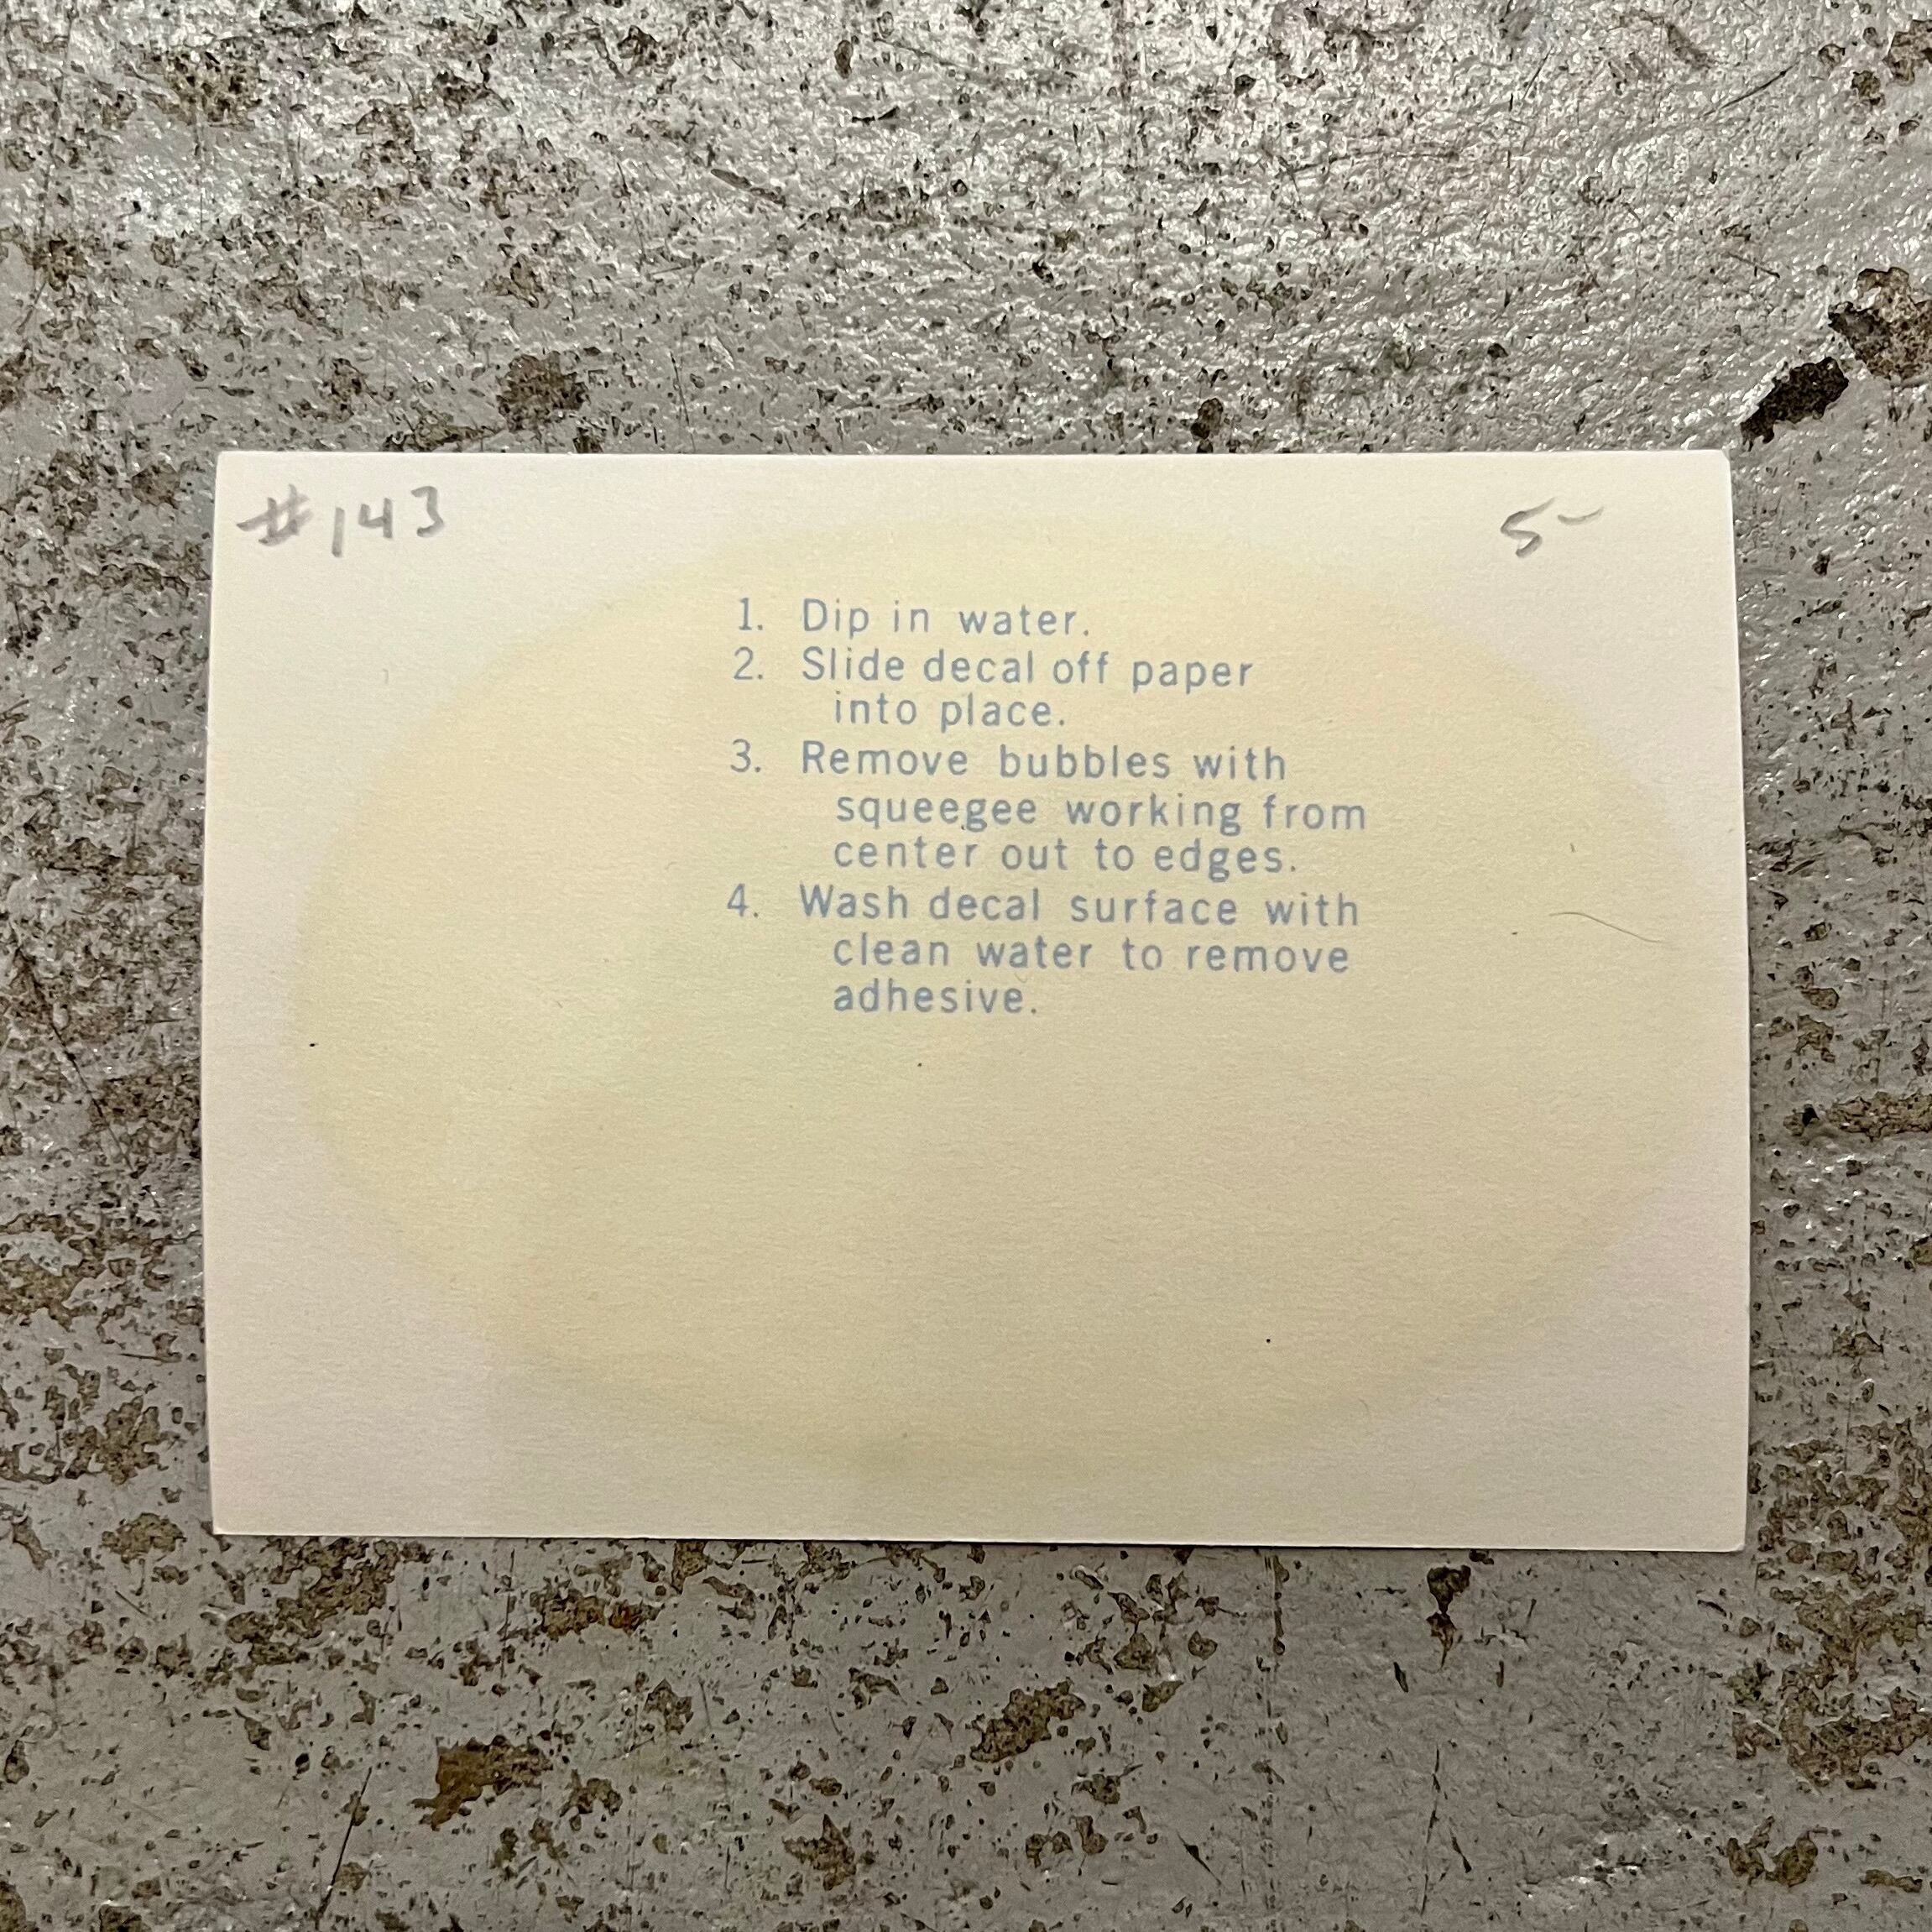 #143 5-
1. Dip in water.
2. Slide decal off paper
into place.
3. Remove bubbles with
squeegee working from
center out to edges.
4. Wash decal surface with
clean water to remove
adhesive.